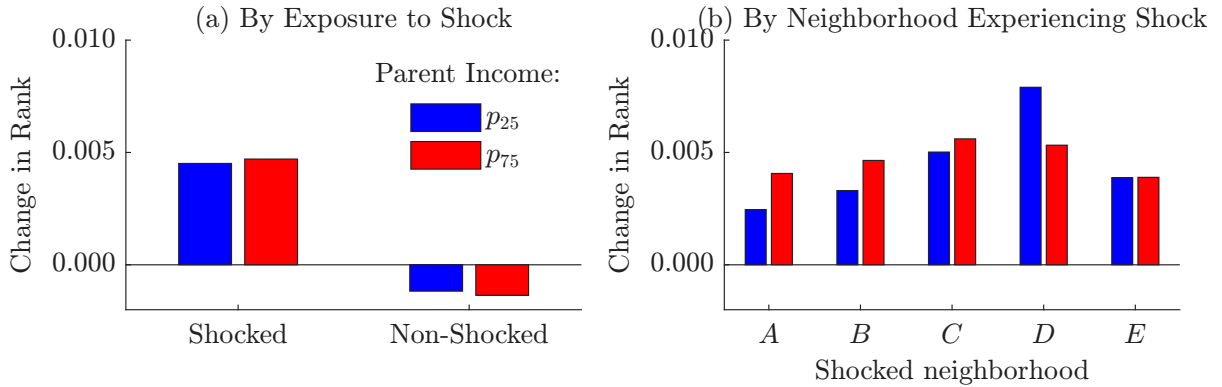 (a) By Exposure to Shock
0.010
0.005
0.000
Change in Rank
Parent Income:
p25
p75
Shocked
Non-Shocked
(b) By Neighborhood Experiencing Shock
0.010
0.005
0.000
Change in Rank
A
B
C
D
E
Shocked neighborhood